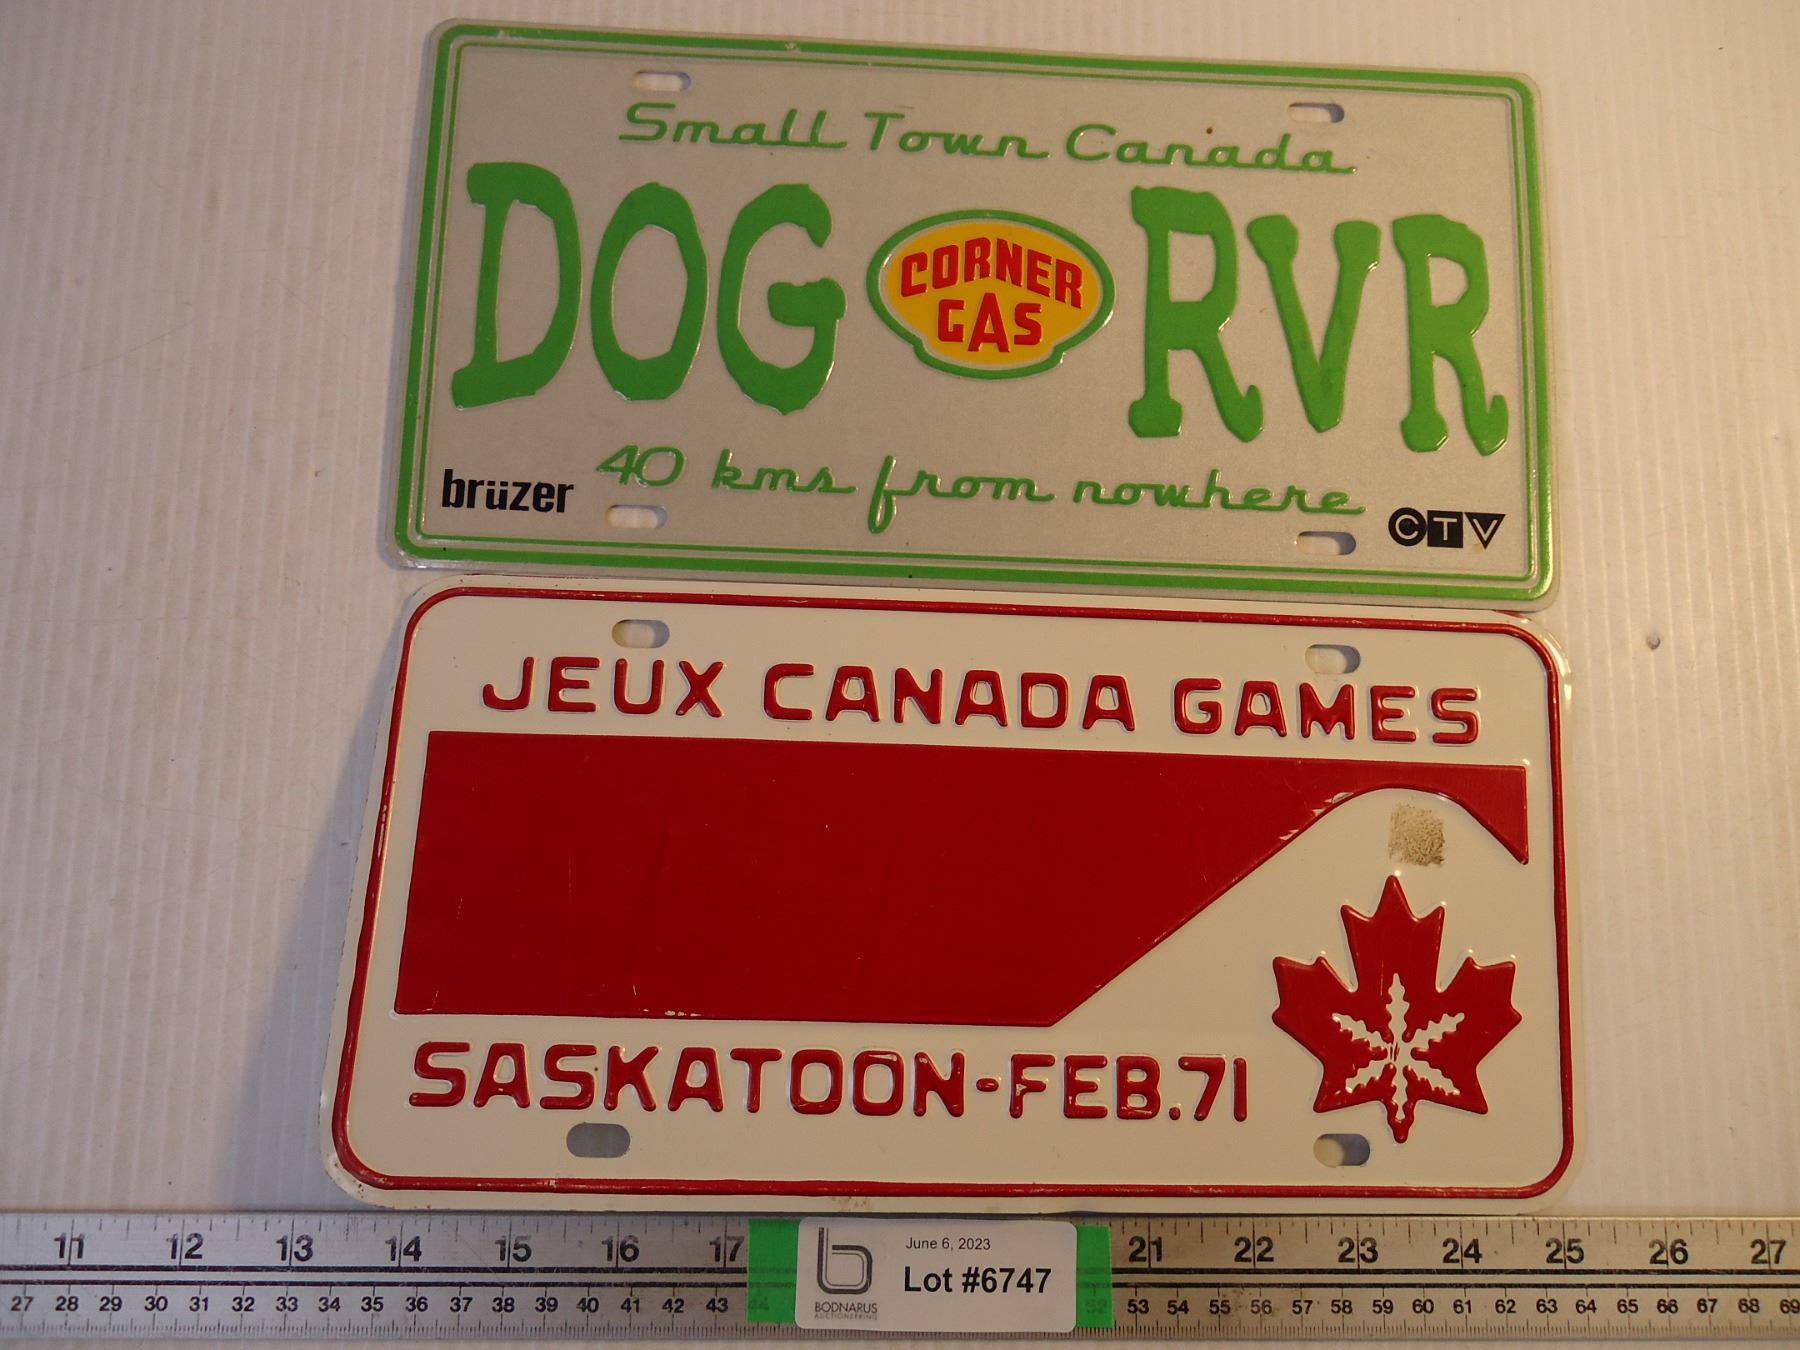 Small Town Canada
DOG CORNER GAS RVR
40 kms from nowhere
brüzer
CTV
JEUX CANADA GAMES
SASKATOON-FEB.71
11 12 13 14 15 16 17 21 22 23 24 25 26 27
27 28 29 30 31 32 33 34 35 36 37 38 39 40 41 42 43 44 52 53 54 55 56 57 58 59 60 61 62 63 64 65 66 67 68 69
June 6, 2023
Lot #6747
BODNARUS
AUCTIONEERING